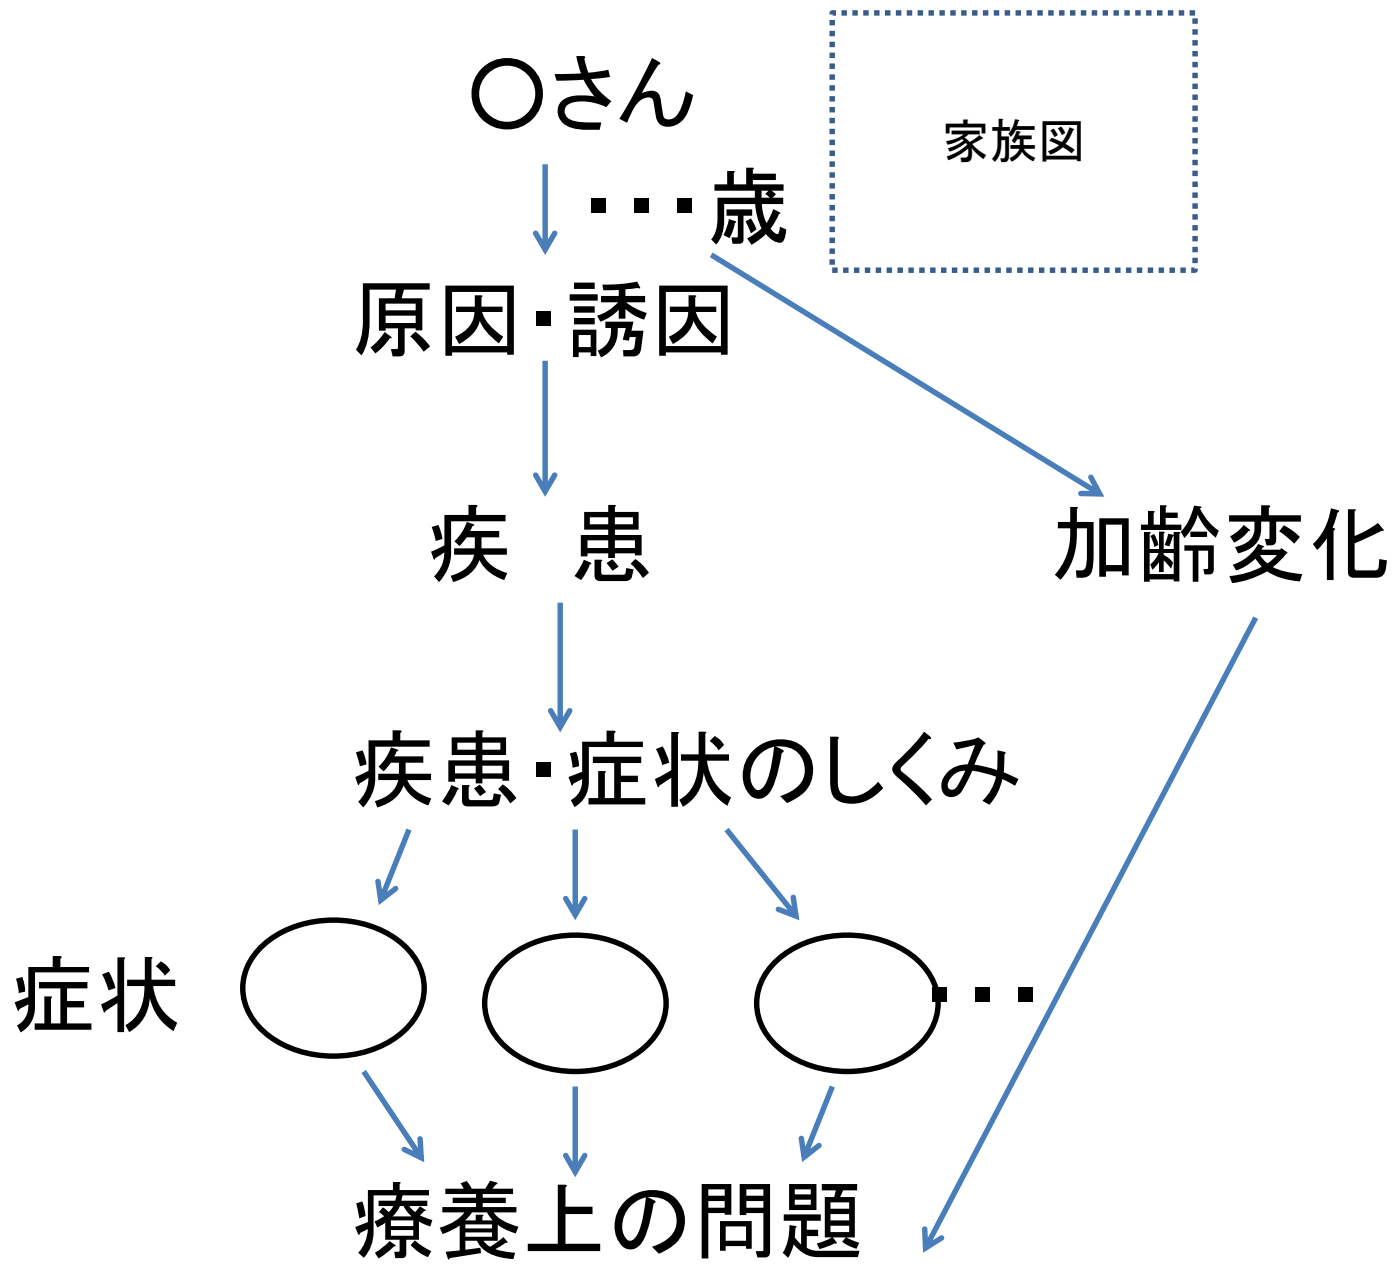 〇さん
家族図
・・・歳
原因・誘因
疾　患
加齢変化
疾患・症状のしくみ
症状
・・・
療養上の問題